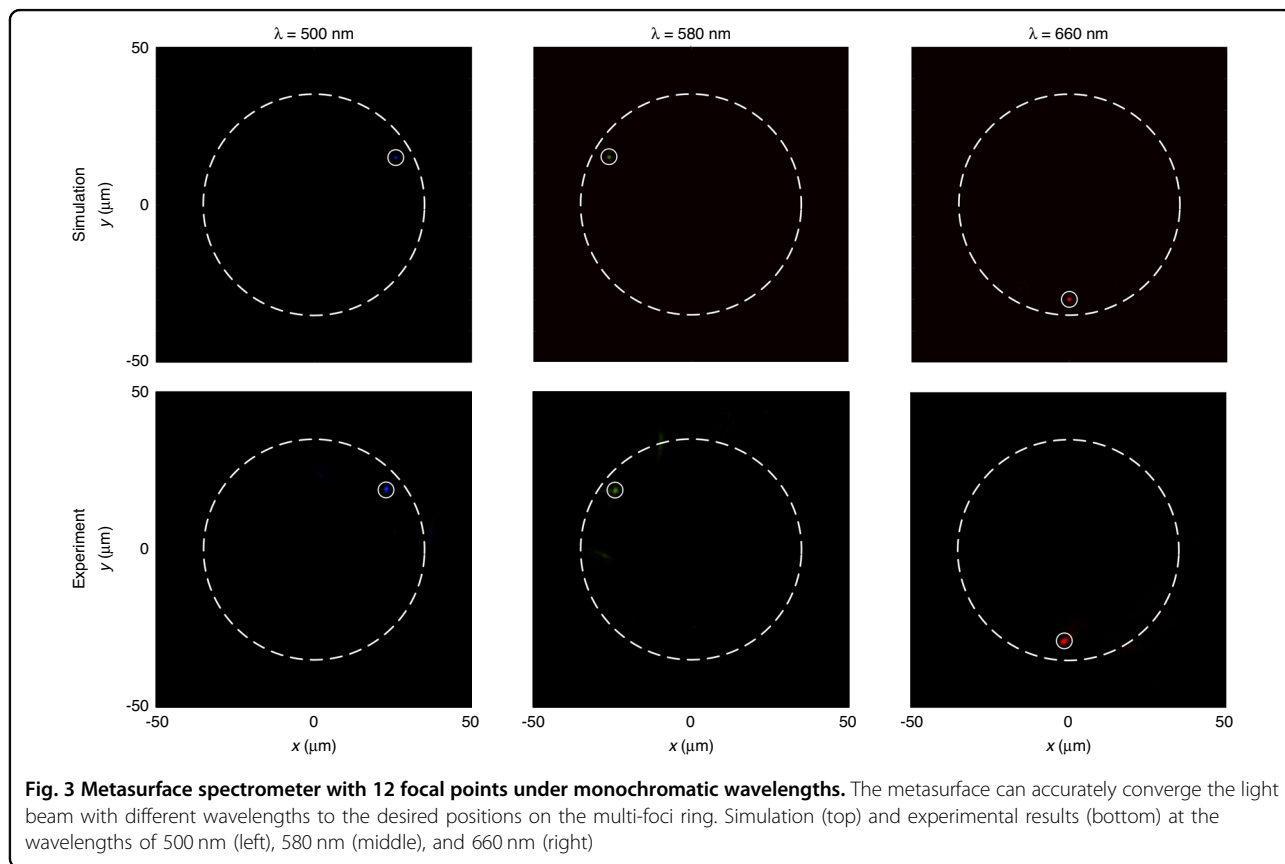 λ = 500 nm
λ = 580 nm
λ = 660 nm
50
Simulation
y (μm)
0
-50
50
Experiment
y (μm)
0
-50
-50
0
50
-50
0
50
-50
0
50
x (μm)
x (μm)
x (μm)
Fig. 3 Metasurface spectrometer with 12 focal points under monochromatic wavelengths. The metasurface can accurately converge the light
beam with different wavelengths to the desired positions on the multi-foci ring. Simulation (top) and experimental results (bottom) at the
wavelengths of 500 nm (left), 580 nm (middle), and 660 nm (right)